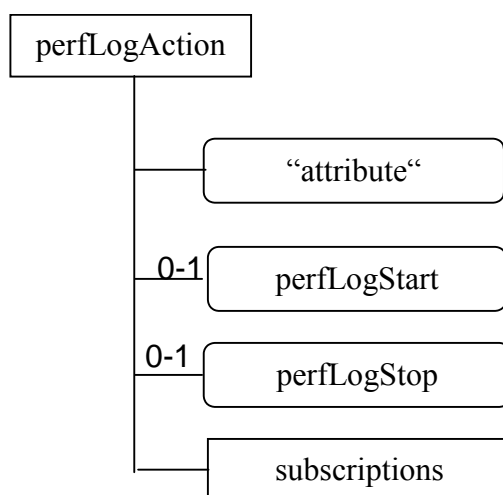 perfLogAction
“attribute“
0-1
perfLogStart
0-1
perfLogStop
subscriptions